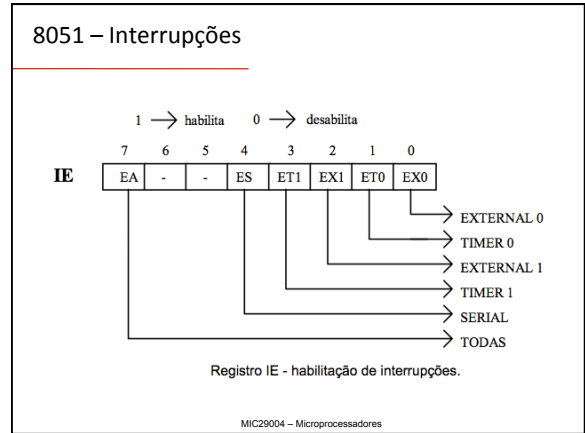 8051 – Interrupções
1 → habilita 0 → desabilita
7 6 5 4 3 2 1 0
IE EA - - ES ET1 EX1 ET0 EX0
EXTERNAL 0
TIMER 0
EXTERNAL 1
TIMER 1
SERIAL
TODAS
Registro IE - habilitação de interrupções.
MIC29004 – Microprocessadores